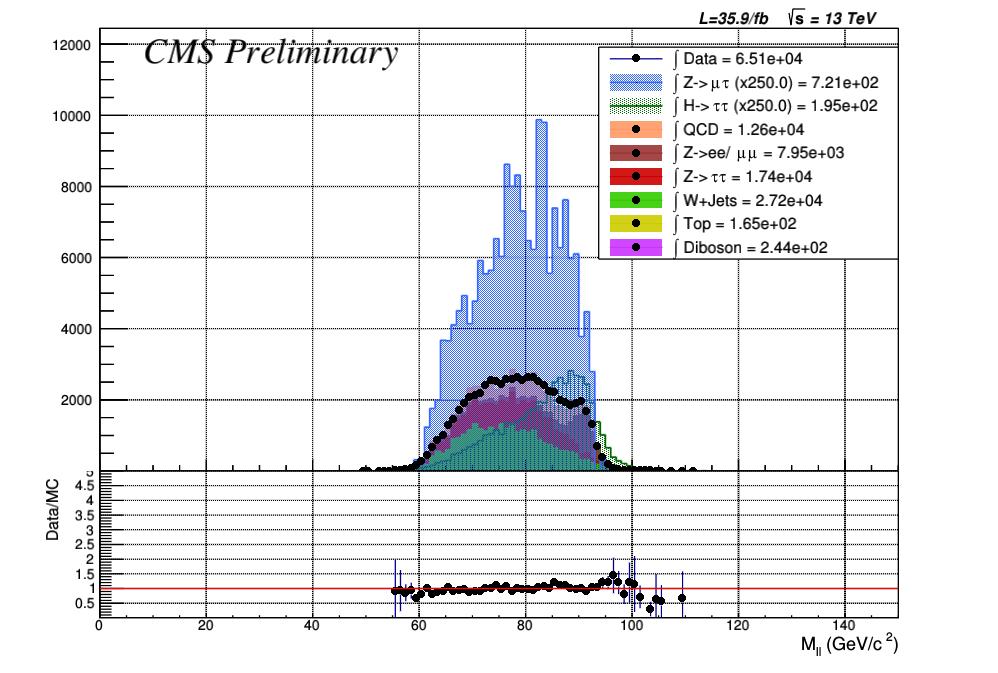 L=35.9/fb √s = 13 TeV
CMS Preliminary
12000
10000
8000
6000
4000
2000
∫ Data = 6.51e+04
∫ Z-> μτ (x250.0) = 7.21e+02
∫ H-> ττ (x250.0) = 1.95e+02
∫ QCD = 1.26e+04
∫ Z->ee/ μμ = 7.95e+03
∫ Z-> ττ = 1.74e+04
∫ W+Jets = 2.72e+04
∫ Top = 1.65e+02
∫ Diboson = 2.44e+02
Data/MC
5
4.5
4
3.5
3
2.5
2
1.5
1
0.5
0 20 40 60 80 100 120 140
M_ll (GeV/c ²)